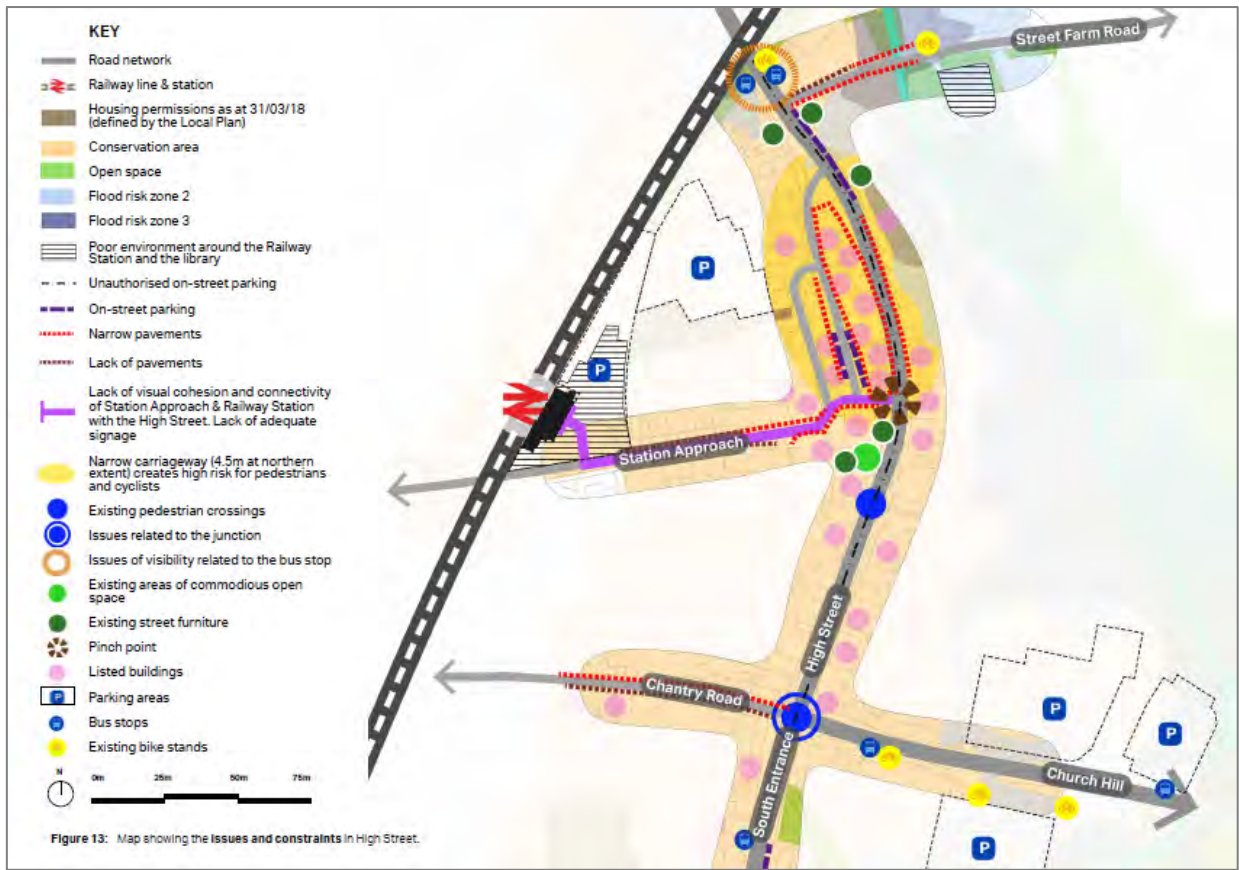 KEY
Road network
Railway line & station
Housing permissions as at 31/03/18
(defined by the Local Plan)
Conservation area
Open space
Flood risk zone 2
Flood risk zone 3
Poor environment around the Railway
Station and the library
Unauthorised on-street parking
On-street parking
Narrow pavements
Lack of pavements
Lack of visual cohesion and connectivity
of Station Approach & Railway Station
with the High Street. Lack of adequate
signage
Narrow carriageway (4.5m at northern
extent) creates high risk for pedestrians
and cyclists
Existing pedestrian crossings
Issues related to the junction
Issues of visibility related to the bus stop
Existing areas of commodious open
space
Existing street furniture
Pinch point
Listed buildings
P
Parking areas
Bus stops
Existing bike stands
N
0m 25m 50m 75m
Figure 13: Map showing the issues and constraints in High Street.
Street Farm Road
P
P
Station Approach
High Street
Chantry Road
South Entrance
Church Hill
P
P
P